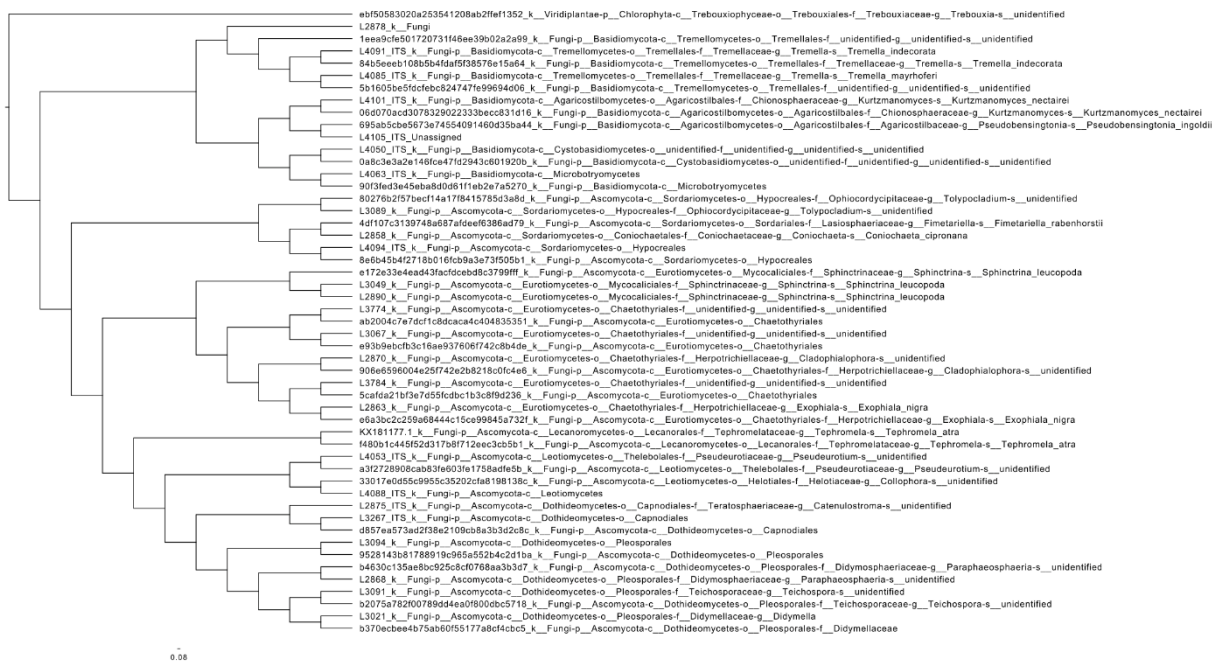 ebf50583020a253541208ab2ffef1352_k__Viridiplantae-p__Chlorophyta-c__Trebouxiophyceae-o__Trebouxiales-f__Trebouxiaceae-g__Trebouxia-s__unidentified
L2878_k__Fungi
1eea9cfe501720731f46ee39b02a2a99_k__Fungi-p__Basidiomycota-c__Tremellomycetes-o__Tremellales-f__unidentified-g__unidentified-s__unidentified
L4091_ITS_k__Fungi-p__Basidiomycota-c__Tremellomycetes-o__Tremellales-f__Tremellaceae-g__Tremella-s__Tremella_indecorata
84b5eeeb108b5b4fdaf5f38576e15a64_k__Fungi-p__Basidiomycota-c__Tremellomycetes-o__Tremellales-f__Tremellaceae-g__Tremella-s__Tremella_indecorata
L4085_ITS_k__Fungi-p__Basidiomycota-c__Tremellomycetes-o__Tremellales-f__Tremellaceae-g__Tremella-s__Tremella_mayrhoferi
5b1605be5fdcfebc824747fe99694d06_k__Fungi-p__Basidiomycota-c__Tremellomycetes-o__Tremellales-f__unidentified-g__unidentified-s__unidentified
L4101_ITS_k__Fungi-p__Basidiomycota-c__Agaricostilbomycetes-o__Agaricostilbales-f__Chionosphaeraceae-g__Kurtzmanomyces-s__Kurtzmanomyces_nectairei
06d070acd3078329022333becc831d16_k__Fungi-p__Basidiomycota-c__Agaricostilbomycetes-o__Agaricostilbales-f__Chionosphaeraceae-g__Kurtzmanomyces-s__Kurtzmanomyces_nectairei
695ab5cbe5673e74554091460d35ba44_k__Fungi-p__Basidiomycota-c__Agaricostilbomycetes-o__Agaricostilbales-f__Agaricostilbaceae-g__Pseudobensingtonia-s__Pseudobensingtonia_ingoldii
L4105_ITS_Unassigned
L4050_ITS_k__Fungi-p__Basidiomycota-c__Cystobasidiomycetes-o__unidentified-f__unidentified-g__unidentified-s__unidentified
0a8c3e3a2e146fce47fd2943c601920b_k__Fungi-p__Basidiomycota-c__Cystobasidiomycetes-o__unidentified-f__unidentified-g__unidentified-s__unidentified
L4063_ITS_k__Fungi-p__Basidiomycota-c__Microbotryomycetes
90f3fed3e45eba8d0d61f1eb2e7a5270_k__Fungi-p__Basidiomycota-c__Microbotryomycetes
80276b2f57becf14a17f8415785d3a8d_k__Fungi-p__Ascomycota-c__Sordariomycetes-o__Hypocreales-f__Ophiocordycipitaceae-g__Tolypocladium-s__unidentified
L3089_k__Fungi-p__Ascomycota-c__Sordariomycetes-o__Hypocreales-f__Ophiocordycipitaceae-g__Tolypocladium-s__unidentified
4df107c3139748a687afdeef6386ad79_k__Fungi-p__Ascomycota-c__Sordariomycetes-o__Sordariales-f__Lasiosphaeriaceae-g__Fimetariella-s__Fimetariella_rabenhorstii
L2858_k__Fungi-p__Ascomycota-c__Sordariomycetes-o__Coniochaetales-f__Coniochaetaceae-g__Coniochaeta-s__Coniochaeta_cipronana
L4094_ITS_k__Fungi-p__Ascomycota-c__Sordariomycetes-o__Hypocreales
8e6b45b4f2718b016fcb9a3e73f505b1_k__Fungi-p__Ascomycota-c__Sordariomycetes-o__Hypocreales
e172e33e4ead43facfdcebd8c3799fff_k__Fungi-p__Ascomycota-c__Eurotiomycetes-o__Mycocaliciales-f__Sphinctrinaceae-g__Sphinctrina-s__Sphinctrina_leucopoda
L3049_k__Fungi-p__Ascomycota-c__Eurotiomycetes-o__Mycocaliciales-f__Sphinctrinaceae-g__Sphinctrina-s__Sphinctrina_leucopoda
L2890_k__Fungi-p__Ascomycota-c__Eurotiomycetes-o__Mycocaliciales-f__Sphinctrinaceae-g__Sphinctrina-s__Sphinctrina_leucopoda
L3774_k__Fungi-p__Ascomycota-c__Eurotiomycetes-o__Chaetothyriales-f__unidentified-g__unidentified-s__unidentified
ab2004c7e7dcf1c8dcaca4c404835351_k__Fungi-p__Ascomycota-c__Eurotiomycetes-o__Chaetothyriales
L3067_k__Fungi-p__Ascomycota-c__Eurotiomycetes-o__Chaetothyriales-f__unidentified-g__unidentified-s__unidentified
e93b9ebcfb3c16ae937606f742c8b4de_k__Fungi-p__Ascomycota-c__Eurotiomycetes-o__Chaetothyriales
L2870_k__Fungi-p__Ascomycota-c__Eurotiomycetes-o__Chaetothyriales-f__Herpotrichiellaceae-g__Cladophialophora-s__unidentified
906e6596004e25f742e2b8218c0fc4e6_k__Fungi-p__Ascomycota-c__Eurotiomycetes-o__Chaetothyriales-f__Herpotrichiellaceae-g__Cladophialophora-s__unidentified
L3784_k__Fungi-p__Ascomycota-c__Eurotiomycetes-o__Chaetothyriales-f__unidentified-g__unidentified-s__unidentified
5cafda21bf3e7d55fcdbc1b3c8f9d236_k__Fungi-p__Ascomycota-c__Eurotiomycetes-o__Chaetothyriales
L2863_k__Fungi-p__Ascomycota-c__Eurotiomycetes-o__Chaetothyriales-f__Herpotrichiellaceae-g__Exophiala-s__Exophiala_nigra
e6a3bc2c259a68444c15ce99845a732f_k__Fungi-p__Ascomycota-c__Eurotiomycetes-o__Chaetothyriales-f__Herpotrichiellaceae-g__Exophiala-s__Exophiala_nigra
KX181177.1_k__Fungi-p__Ascomycota-c__Lecanoromycetes-o__Lecanorales-f__Tephromelataceae-g__Tephromela-s__Tephromela_atra
f480b1c445f52d317b8f712eec3cb5b1_k__Fungi-p__Ascomycota-c__Lecanoromycetes-o__Lecanorales-f__Tephromelataceae-g__Tephromela-s__Tephromela_atra
L4053_ITS_k__Fungi-p__Ascomycota-c__Leotiomycetes-o__Thelebolales-f__Pseudeurotiaceae-g__Pseudeurotium-s__unidentified
a3f2728908cab83fe603fe1758adfe5b_k__Fungi-p__Ascomycota-c__Leotiomycetes-o__Thelebolales-f__Pseudeurotiaceae-g__Pseudeurotium-s__unidentified
33017e0d55c9955c35202cfa8198138c_k__Fungi-p__Ascomycota-c__Leotiomycetes-o__Helotiales-f__Helotiaceae-g__Collophora-s__unidentified
L4088_ITS_k__Fungi-p__Ascomycota-c__Leotiomycetes
L2875_ITS_k__Fungi-p__Ascomycota-c__Dothideomycetes-o__Capnodiales-f__Teratosphaeriaceae-g__Catenulostroma-s__unidentified
L3267_ITS_k__Fungi-p__Ascomycota-c__Dothideomycetes-o__Capnodiales
d857ea573ad2f38e2109cb8a3b3d2c8c_k__Fungi-p__Ascomycota-c__Dothideomycetes-o__Capnodiales
L3094_k__Fungi-p__Ascomycota-c__Dothideomycetes-o__Pleosporales
9528143b81788919c965a552b4c2d1ba_k__Fungi-p__Ascomycota-c__Dothideomycetes-o__Pleosporales
b4630c135ae8bc925c8cf0768aa3b3d7_k__Fungi-p__Ascomycota-c__Dothideomycetes-o__Pleosporales-f__Didymosphaeriaceae-g__Paraphaeosphaeria-s__unidentified
L2868_k__Fungi-p__Ascomycota-c__Dothideomycetes-o__Pleosporales-f__Didymosphaeriaceae-g__Paraphaeosphaeria-s__unidentified
L3091_k__Fungi-p__Ascomycota-c__Dothideomycetes-o__Pleosporales-f__Teichosporaceae-g__Teichospora-s__unidentified
b2075a782f00789dd4ea0f800dbc5718_k__Fungi-p__Ascomycota-c__Dothideomycetes-o__Pleosporales-f__Teichosporaceae-g__Teichospora-s__unidentified
L3021_k__Fungi-p__Ascomycota-c__Dothideomycetes-o__Pleosporales-f__Didymellaceae-g__Didymella
b370ecbee4b75ab60f55177a8cf4cbc5_k__Fungi-p__Ascomycota-c__Dothideomycetes-o__Pleosporales-f__Didymellaceae
0.08